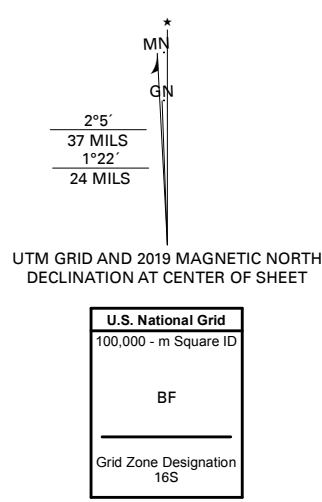 MN
GN
2°5´
37 MILS
1°22´
24 MILS
UTM GRID AND 2019 MAGNETIC NORTH
DECLINATION AT CENTER OF SHEET
U.S. National Grid
100,000 - m Square ID
BF
Grid Zone Designation
16S